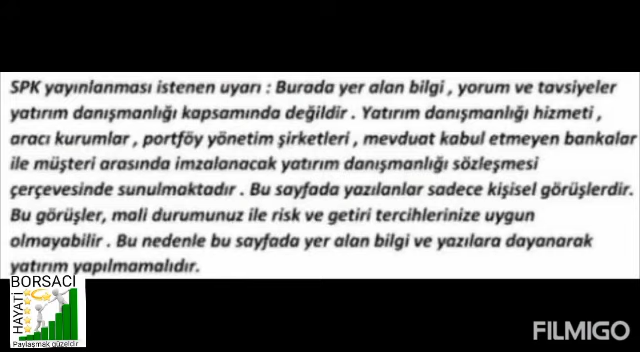 SPK yayınlanması istenen uyarı : Burada yer alan bilgi , yorum ve tavsiyeler
yatırım danışmanlığı kapsamında değildir . Yatırım danışmanlığı hizmeti ,
aracı kurumlar , portföy yönetim şirketleri , mevduat kabul etmeyen bankalar
ile müşteri arasında imzalanacak yatırım danışmanlığı sözleşmesi
çerçevesinde sunulmaktadır . Bu sayfada yazılanlar sadece kişisel görüşlerdir.
Bu görüşler, mali durumunuz ile risk ve getiri tercihlerinize uygun
olmayabilir . Bu nedenle bu sayfada yer alan bilgi ve yazılara dayanarak
yatırım yapılmamalıdır.
BORSACI
HAYATİ
Paylaşmak güzeldir
FILMIGO